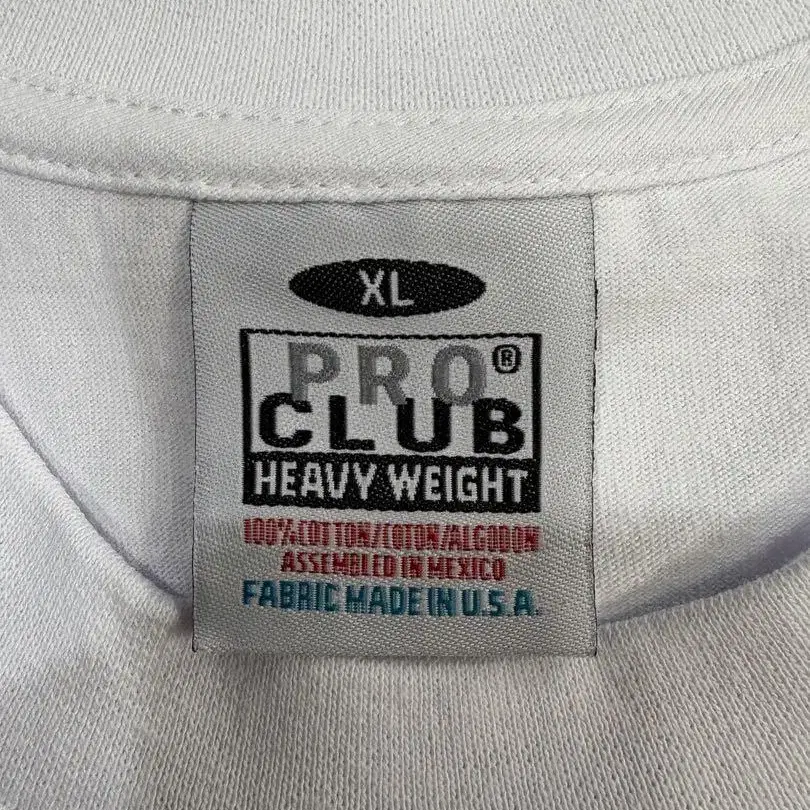 XL
PRO®
CLUB
HEAVY WEIGHT
100% COTTON/COTON/ALGODON
ASSEMBLED IN MEXICO
FABRIC MADE IN U.S.A.